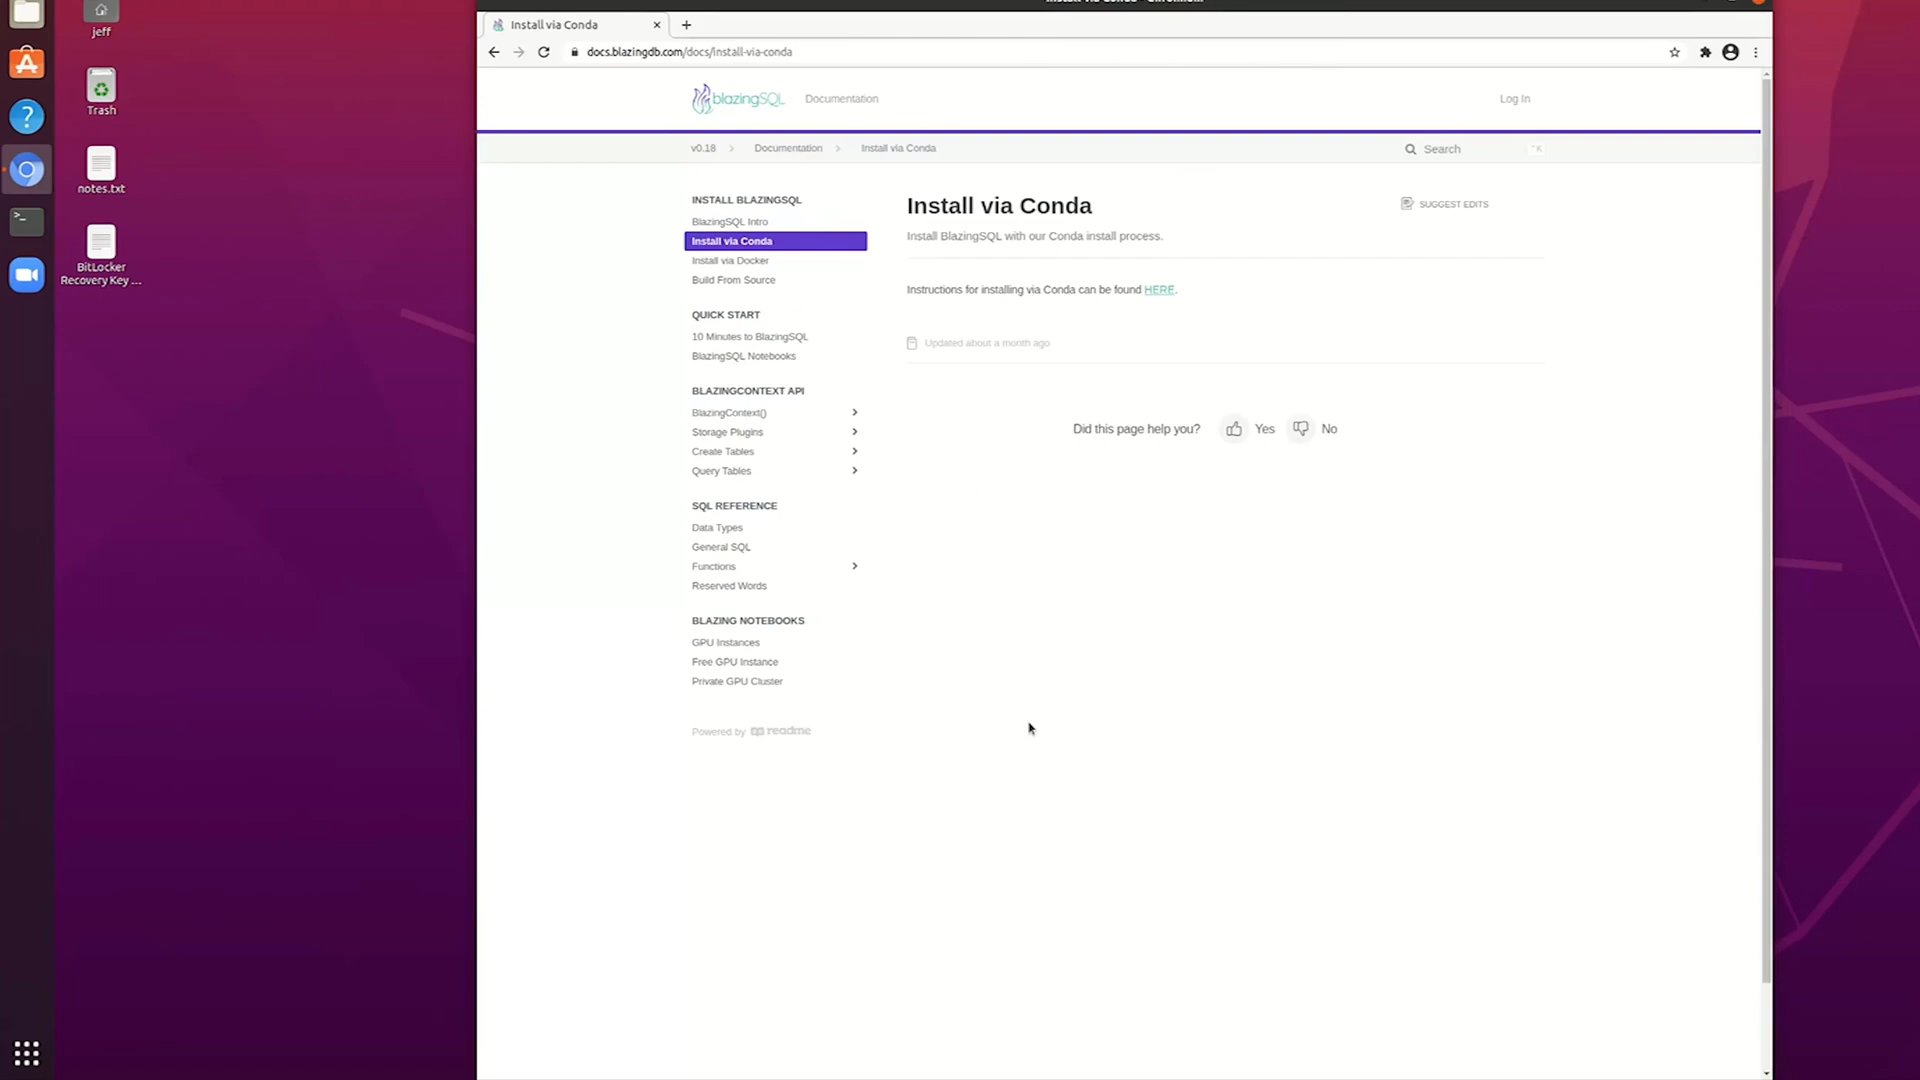 jeff
Trash
notes.txt
BitLocker
Recovery Key ...
Install via Conda
docs.blazingdb.com/docs/install-via-conda
blazingSQL
Documentation
Log In
v0.18
Documentation
Install via Conda
Search
INSTALL BLAZINGSQL
BlazingSQL Intro
Install via Conda
Install via Docker
Build From Source
QUICK START
10 Minutes to BlazingSQL
BlazingSQL Notebooks
BLAZINGCONTEXT API
BlazingContext()
Storage Plugins
Create Tables
Query Tables
SQL REFERENCE
Data Types
General SQL
Functions
Reserved Words
BLAZING NOTEBOOKS
GPU Instances
Free GPU Instance
Private GPU Cluster
Powered by readme
Install via Conda
SUGGEST EDITS
Install BlazingSQL with our Conda install process.
Instructions for installing via Conda can be found HERE.
Updated about a month ago
Did this page help you? Yes No